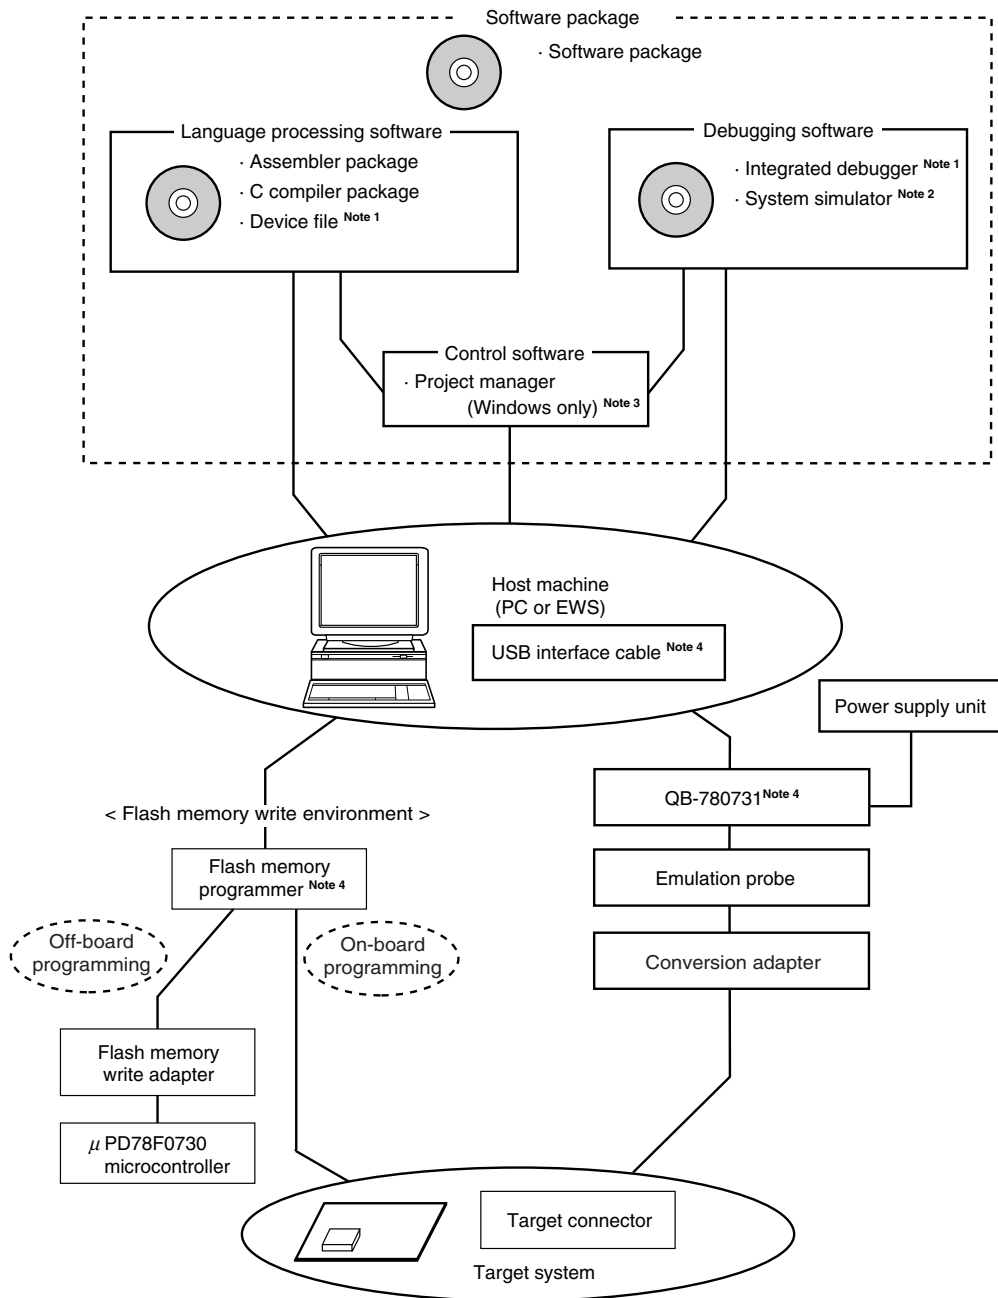 Software package
· Software package
Language processing software
· Assembler package
· C compiler package
· Device file Note 1
Debugging software
· Integrated debugger Note 1
· System simulator Note 2
Control software
· Project manager
(Windows only) Note 3
Host machine
(PC or EWS)
USB interface cable Note 4
Power supply unit
QB-780731 Note 4
< Flash memory write environment >
Flash memory
programmer Note 4
Emulation probe
Off-board
programming
On-board
programming
Conversion adapter
Flash memory
write adapter
μ PD78F0730
microcontroller
Target connector
Target system